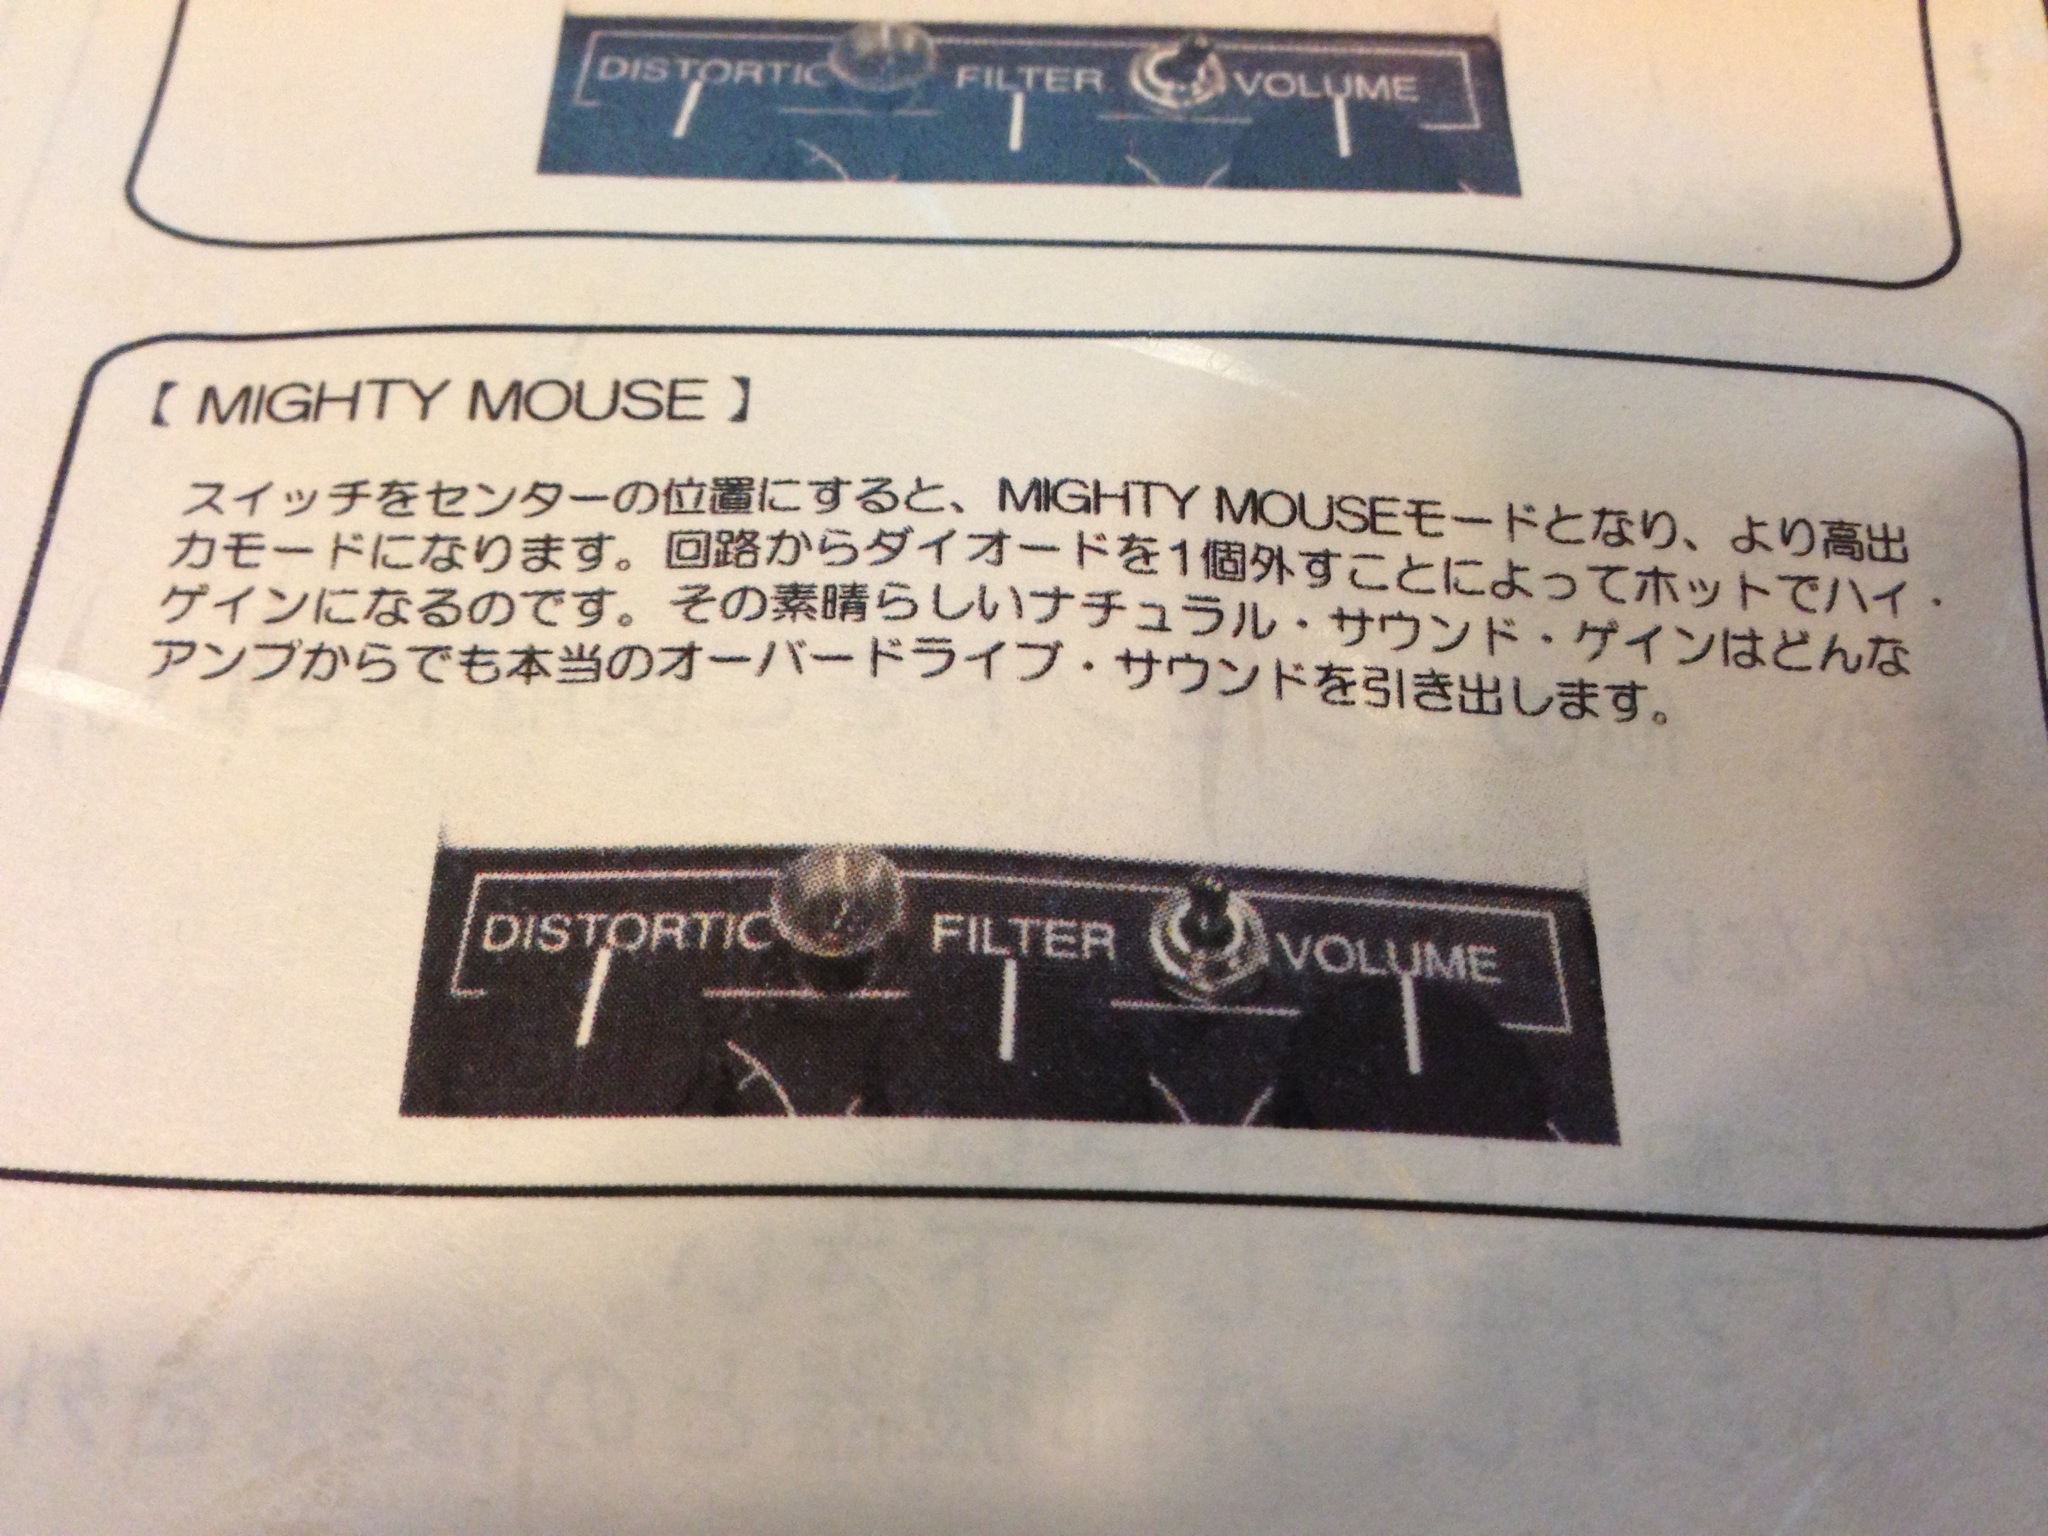 DISTORTIO FILTER VOLUME
【 MIGHTY MOUSE 】
スイッチをセンターの位置にすると、MIGHTY MOUSEモードとなり、より高出
力モードになります。回路からダイオードを1個外すことによってホットでハイ・
ゲインになるのです。その素晴らしいナチュラル・サウンド・ゲインはどんな
アンプからでも本当のオーバードライブ・サウンドを引き出します。
DISTORTIO FILTER VOLUME